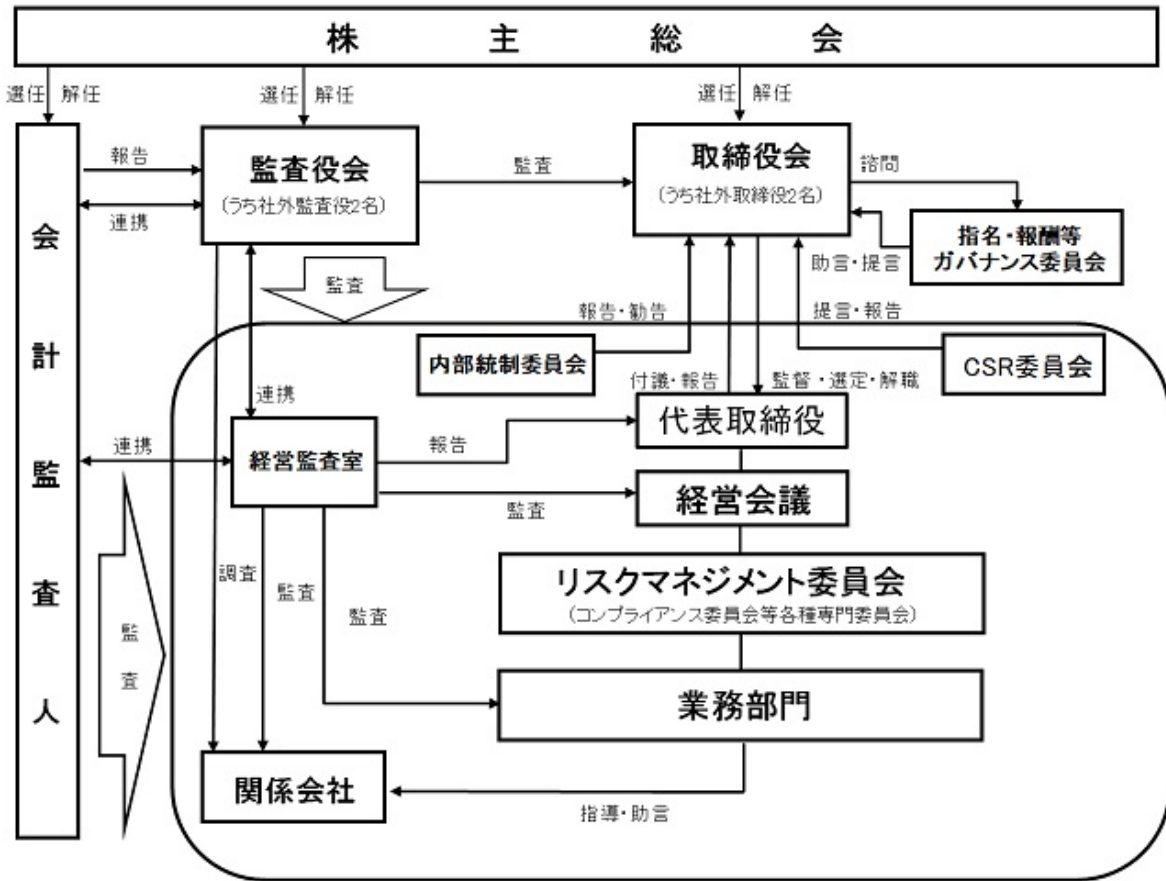 株主総会
選任 解任
選任 解任
選任 解任
会計監査人
報告
連携
監査役会
(うち社外監査役2名)
監査
取締役会
(うち社外取締役2名)
諮問
助言・提言
指名・報酬等
ガバナンス委員会
監査
報告・勧告
提言・報告
内部統制委員会
CSR委員会
連携
付議・報告
監督・選定・解職
代表取締役
連携
経営監査室
報告
監査
経営会議
リスクマネジメント委員会
(コンプライアンス委員会等各種専門委員会)
調査
監査
監査
監査
業務部門
関係会社
指導・助言